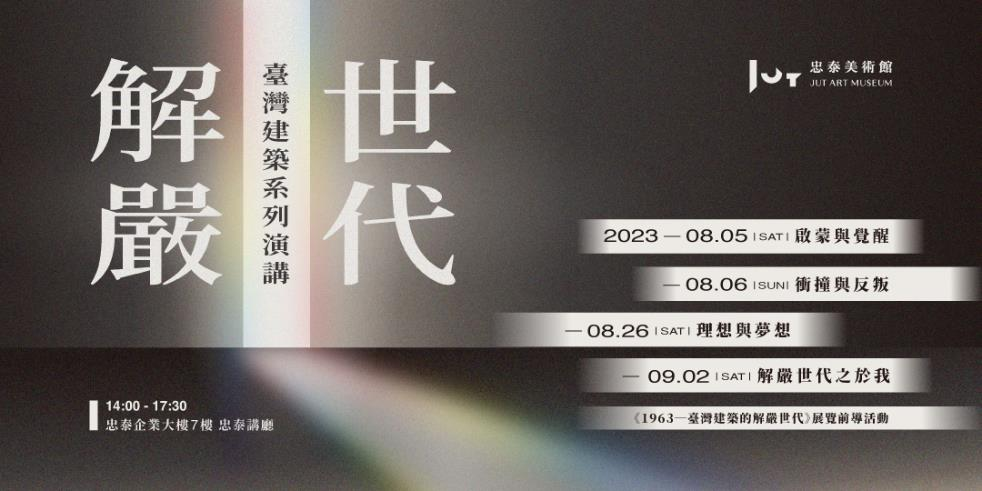 解嚴
世代
臺灣建築系列演講
JUT 忠泰美術館
JUT ART MUSEUM
2023 — 08.05 |SAT| 啟蒙與覺醒
— 08.06 |SUN| 衝撞與反叛
— 08.26 |SAT| 理想與夢想
— 09.02 |SAT| 解嚴世代之於我
《1963—臺灣建築的解嚴世代》展覽前導活動
14:00 - 17:30
忠泰企業大樓7樓 忠泰講廳